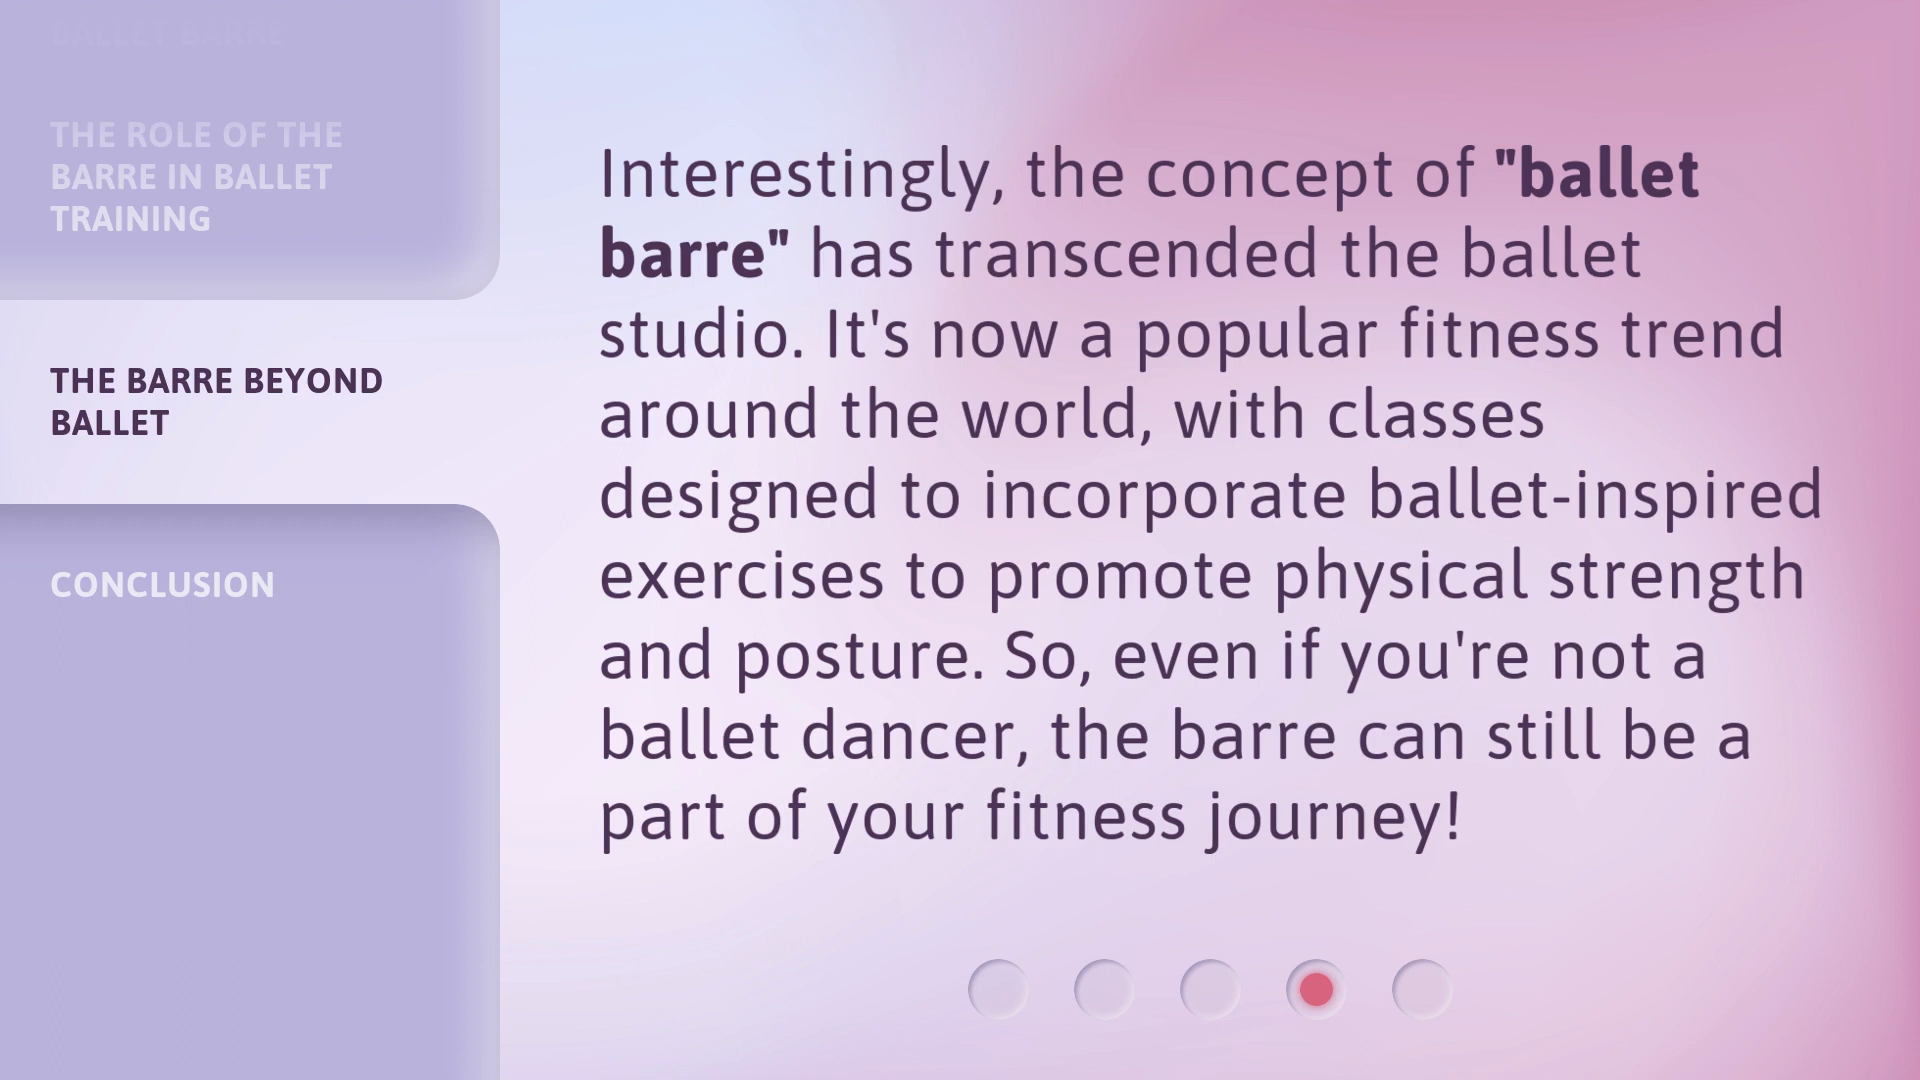 BALLET BARRE
THE ROLE OF THE
BARRE IN BALLET
TRAINING
THE BARRE BEYOND
BALLET
CONCLUSION
Interestingly, the concept of "ballet
barre" has transcended the ballet
studio. It's now a popular fitness trend
around the world, with classes
designed to incorporate ballet-inspired
exercises to promote physical strength
and posture. So, even if you're not a
ballet dancer, the barre can still be a
part of your fitness journey!